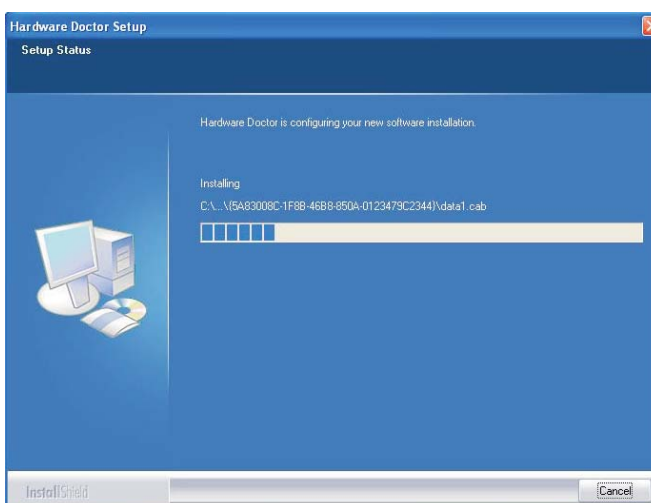 Hardware Doctor Setup
Setup Status
Hardware Doctor is configuring your new software installation.
Installing
C:\...\{5A83008C-1F8B-46B8-850A-0123479C2344}\data1.cab
InstallShield
Cancel